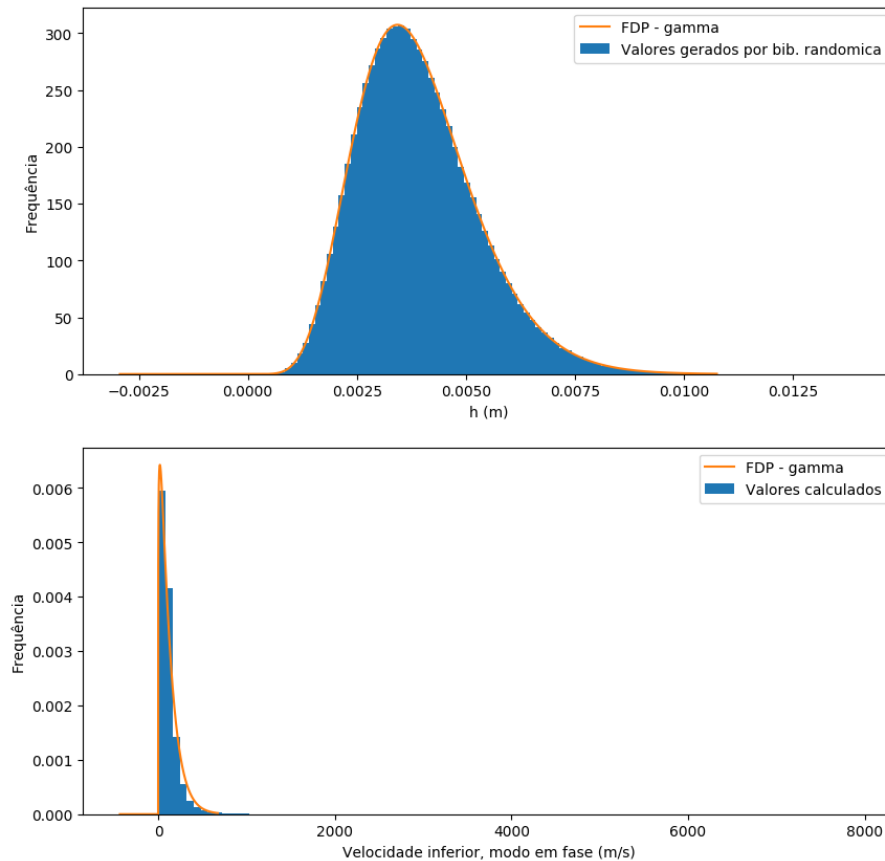 FDP - gamma
Valores gerados por bib. randomica
Frequência
300
250
200
150
100
50
0
−0.0025 0.0000 0.0025 0.0050 0.0075 0.0100 0.0125
h (m)
FDP - gamma
Valores calculados
Frequência
0.006
0.005
0.004
0.003
0.002
0.001
0.000
0 2000 4000 6000 8000
Velocidade inferior, modo em fase (m/s)